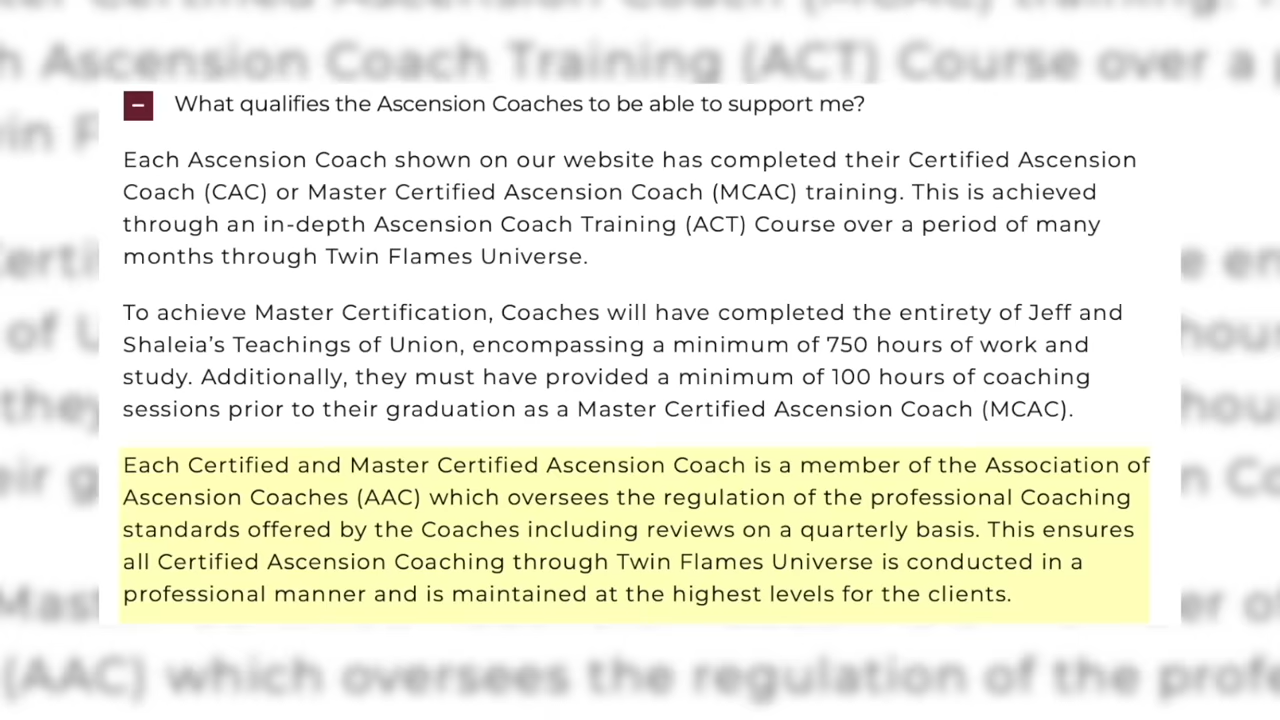 What qualifies the Ascension Coaches to be able to support me?
Each Ascension Coach shown on our website has completed their Certified Ascension
Coach (CAC) or Master Certified Ascension Coach (MCAC) training. This is achieved
through an in-depth Ascension Coach Training (ACT) Course over a period of many
months through Twin Flames Universe.
To achieve Master Certification, Coaches will have completed the entirety of Jeff and
Shaleia’s Teachings of Union, encompassing a minimum of 750 hours of work and
study. Additionally, they must have provided a minimum of 100 hours of coaching
sessions prior to their graduation as a Master Certified Ascension Coach (MCAC).
Each Certified and Master Certified Ascension Coach is a member of the Association of
Ascension Coaches (AAC) which oversees the regulation of the professional Coaching
standards offered by the Coaches including reviews on a quarterly basis. This ensures
all Certified Ascension Coaching through Twin Flames Universe is conducted in a
professional manner and is maintained at the highest levels for the clients.